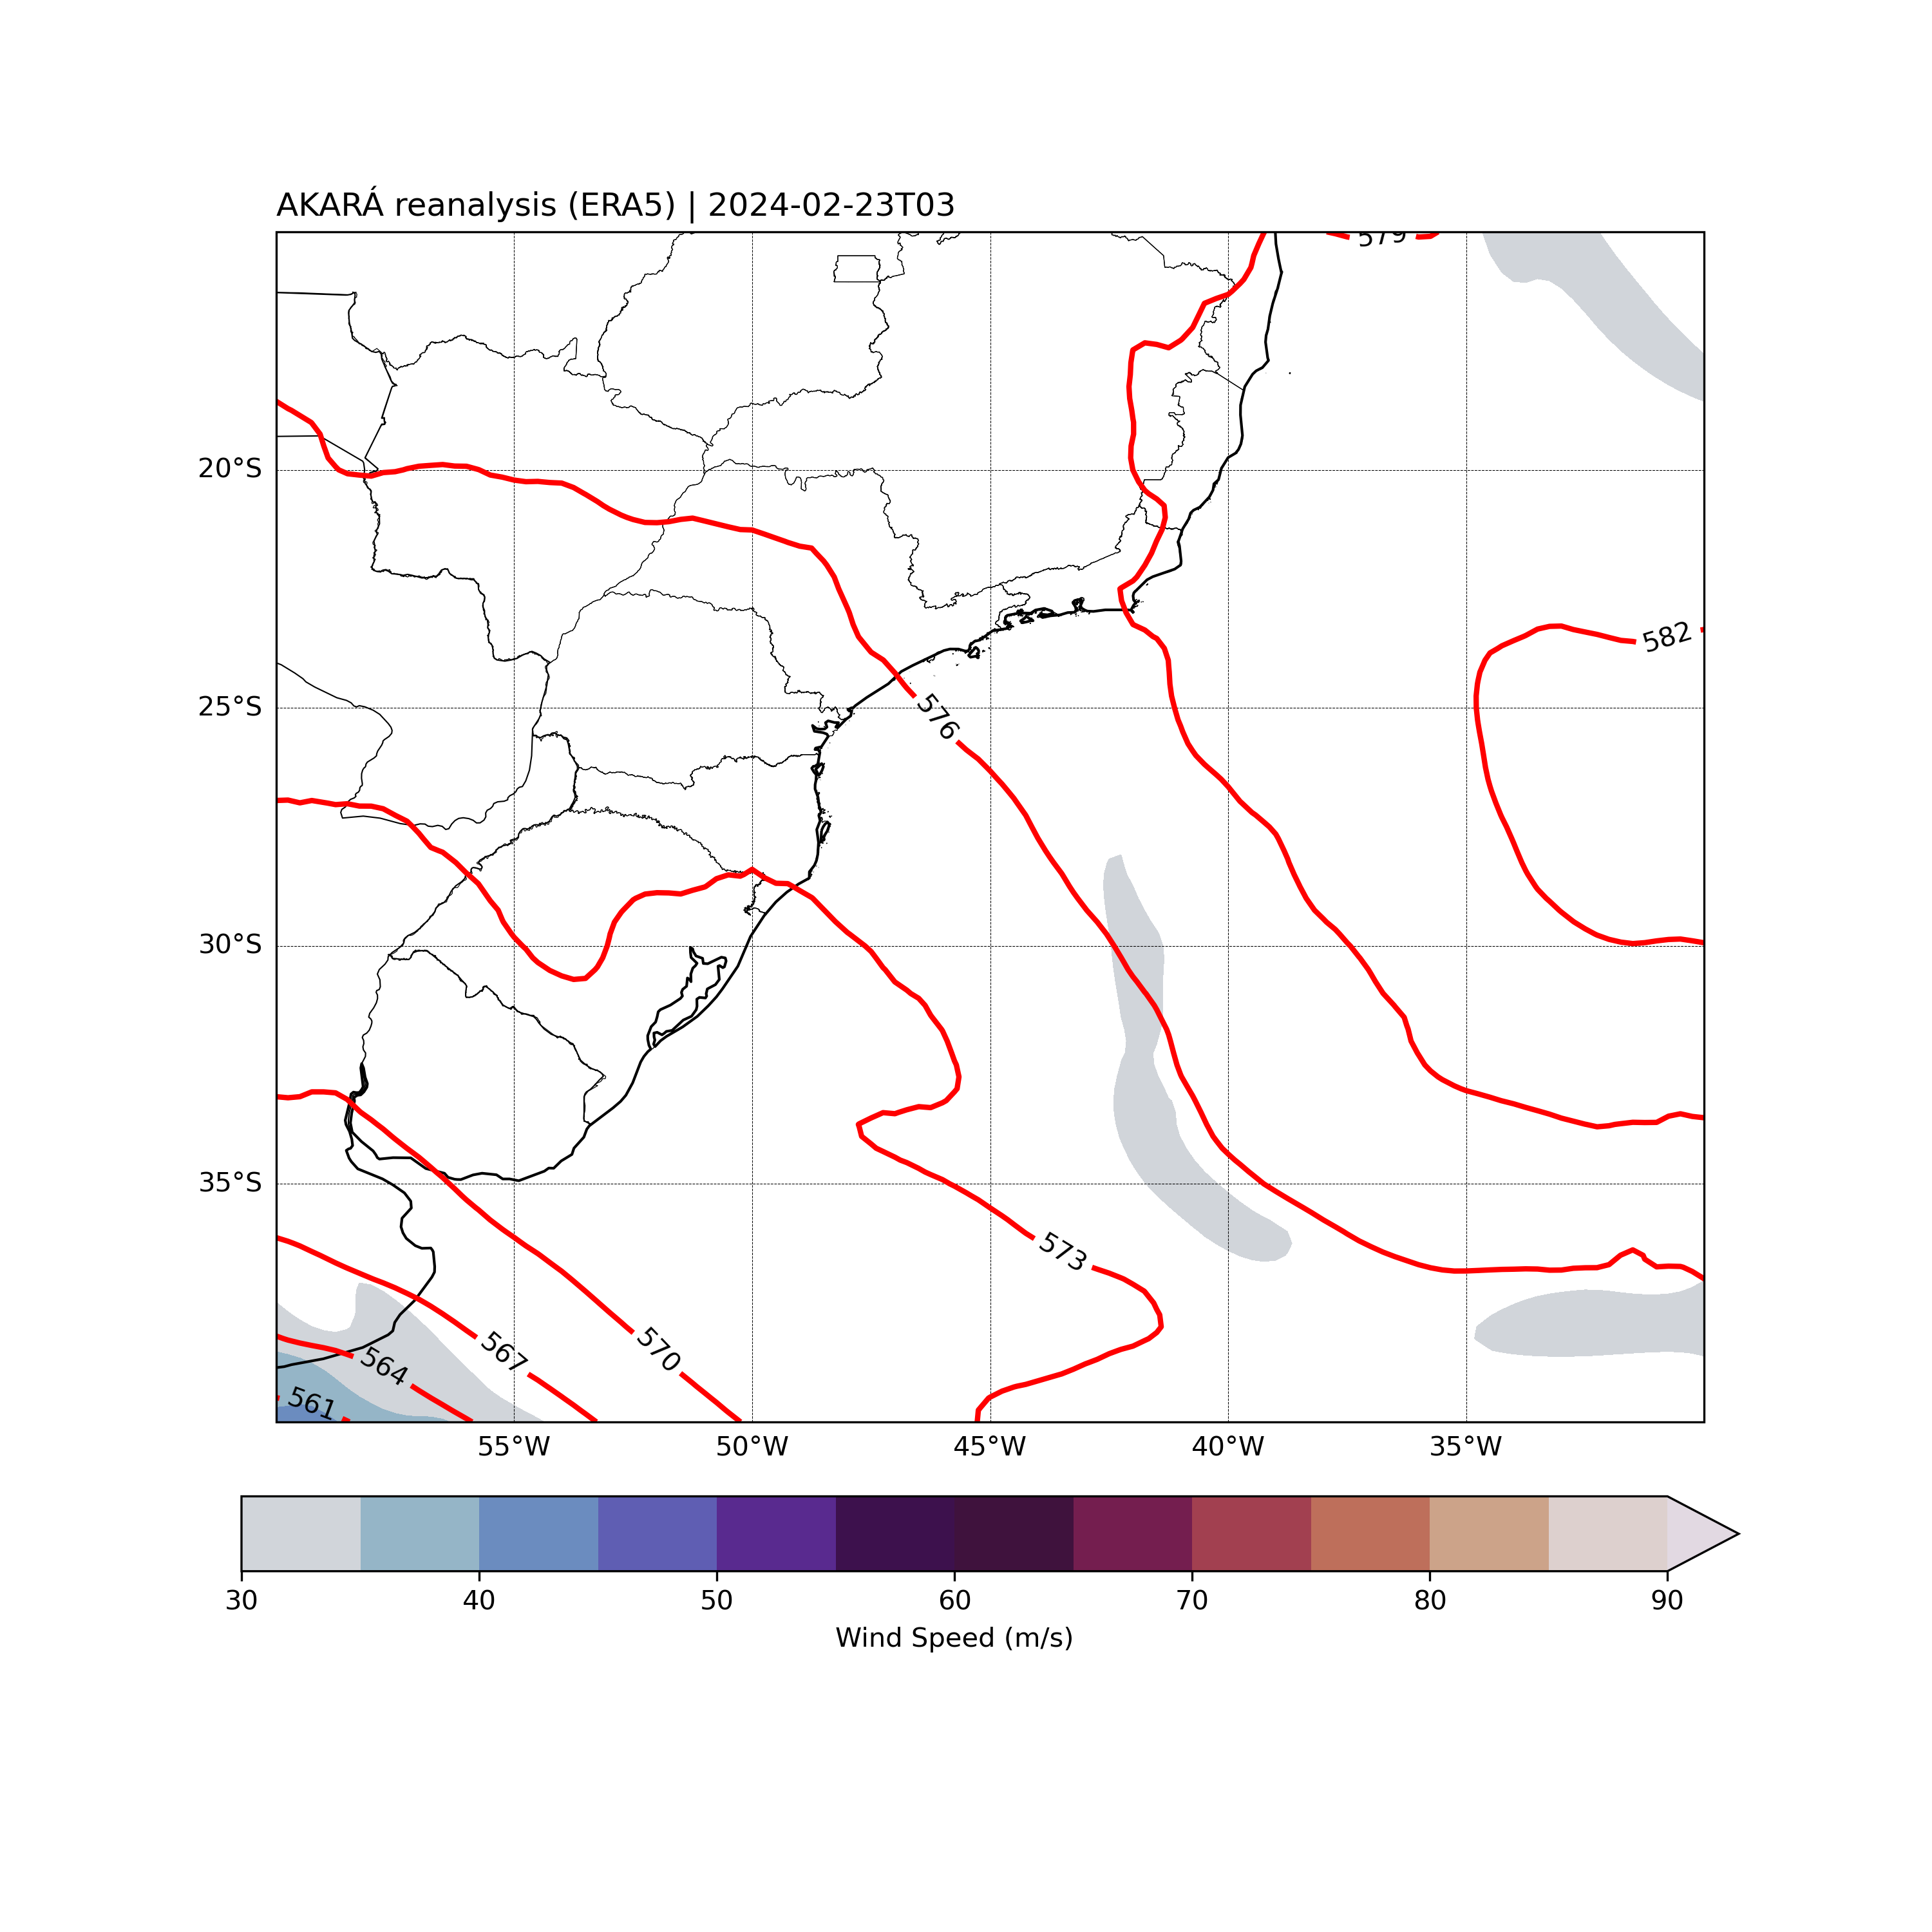 AKARÁ reanalysis (ERA5) | 2024-02-23T03
579
582
20°S
25°S
576
30°S
35°S
573
570
567
564
561
55°W 50°W 45°W 40°W 35°W
30 40 50 60 70 80 90
Wind Speed (m/s)